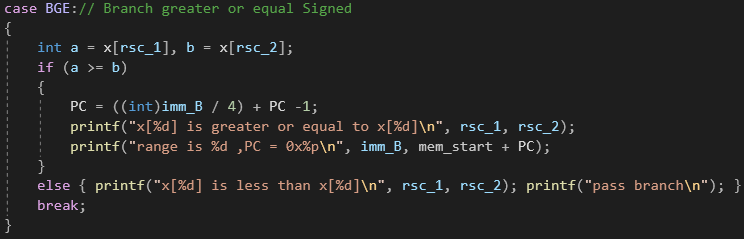 case BGE:// Branch greater or equal Signed
{
    int a = x[rsc_1], b = x[rsc_2];
    if (a >= b)
    {
        PC = ((int)imm_B / 4) + PC -1;
        printf("x[%d] is greater or equal to x[%d]\n", rsc_1, rsc_2);
        printf("range is %d ,PC = 0x%p\n", imm_B, mem_start + PC);
    }
    else { printf("x[%d] is less than x[%d]\n", rsc_1, rsc_2); printf("pass branch\n"); }
    break;
}